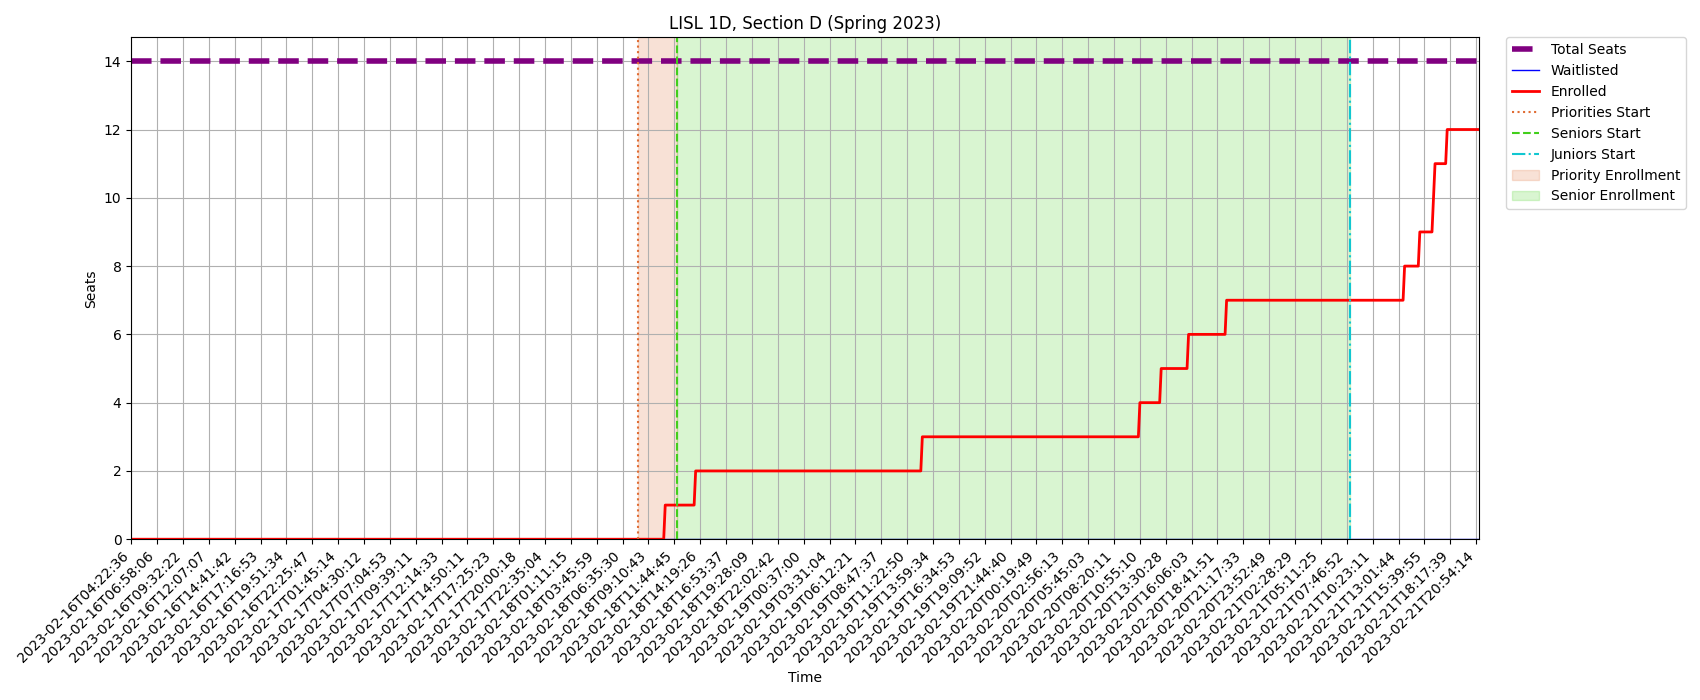 LISL 1D, Section D (Spring 2023)
Total Seats
Waitlisted
Enrolled
Priorities Start
Seniors Start
Juniors Start
Priority Enrollment
Senior Enrollment
Seats
14
12
10
8
6
4
2
0
2023-02-16T04:22:36
2023-02-16T06:58:06
2023-02-16T09:32:22
2023-02-16T12:07:07
2023-02-16T14:41:42
2023-02-16T17:16:53
2023-02-16T19:51:34
2023-02-16T22:25:47
2023-02-17T01:45:14
2023-02-17T04:30:12
2023-02-17T07:04:53
2023-02-17T09:39:11
2023-02-17T12:14:33
2023-02-17T14:50:11
2023-02-17T17:25:23
2023-02-17T20:00:18
2023-02-17T22:35:04
2023-02-18T01:11:15
2023-02-18T03:45:59
2023-02-18T06:35:30
2023-02-18T09:10:43
2023-02-18T11:44:45
2023-02-18T14:19:26
2023-02-18T16:53:37
2023-02-18T19:28:09
2023-02-18T22:02:42
2023-02-19T00:37:00
2023-02-19T03:31:04
2023-02-19T06:12:21
2023-02-19T08:47:37
2023-02-19T11:22:50
2023-02-19T13:59:34
2023-02-19T16:34:53
2023-02-19T19:09:52
2023-02-19T21:44:40
2023-02-20T00:19:49
2023-02-20T02:56:13
2023-02-20T05:45:03
2023-02-20T08:20:11
2023-02-20T10:55:10
2023-02-20T13:30:28
2023-02-20T16:06:03
2023-02-20T18:41:51
2023-02-20T21:17:33
2023-02-20T23:52:49
2023-02-21T02:28:29
2023-02-21T05:11:25
2023-02-21T07:46:52
2023-02-21T10:23:11
2023-02-21T13:01:44
2023-02-21T15:39:55
2023-02-21T18:17:39
2023-02-21T20:54:14
Time